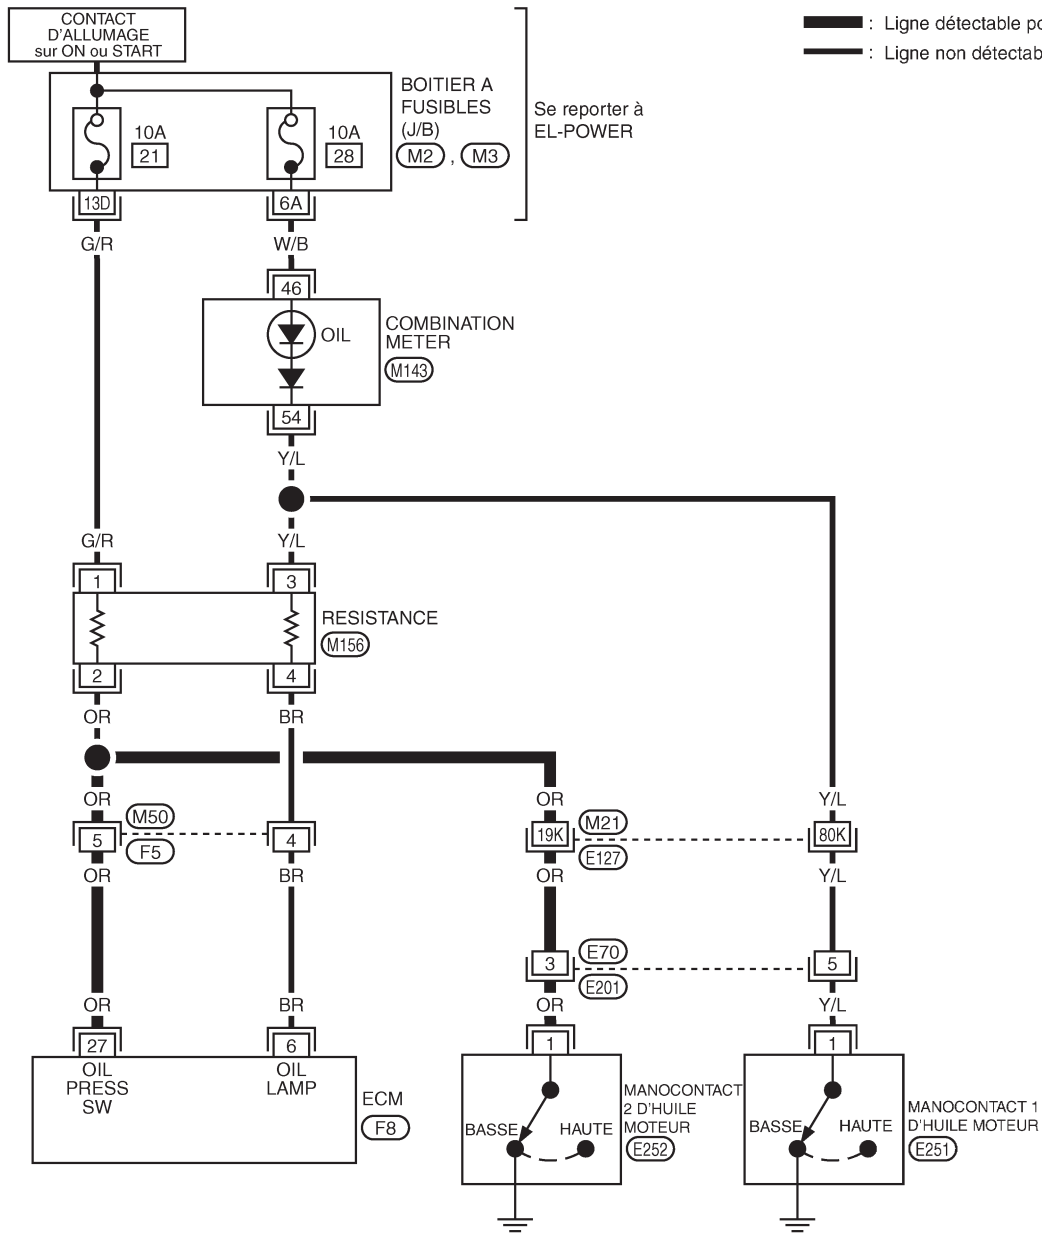 CONTACT
D'ALLUMAGE
sur ON ou START
: Ligne détectable po
: Ligne non détectab
BOITIER A
FUSIBLES
(J/B)
M2 , M3
Se reporter à
EL-POWER
10A
21
10A
28
13D
6A
G/R
W/B
46
OIL
COMBINATION
METER
M143
54
Y/L
G/R
Y/L
1
3
RESISTANCE
M156
2
4
OR
BR
OR
OR
Y/L
M50
5
4
F5
M21
19K
80K
E127
OR
BR
OR
Y/L
E70
3
5
E201
OR
BR
OR
Y/L
27
6
1
1
OIL
PRESS
SW
OIL
LAMP
ECM
F8
MANOCONTACT
2 D'HUILE
MOTEUR
E252
BASSE
HAUTE
MANOCONTACT 1
D'HUILE MOTEUR
E251
BASSE
HAUTE